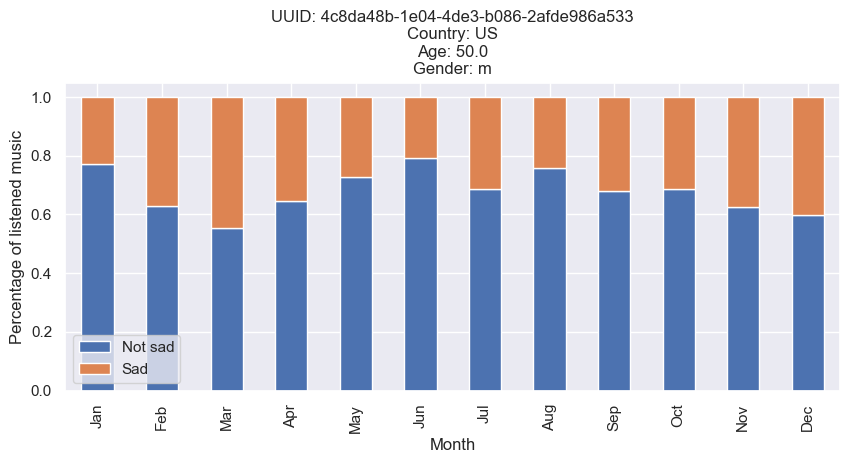 UUID: 4c8da48b-1e04-4de3-b086-2afde986a533
Country: US
Age: 50.0
Gender: m
Percentage of listened music
1.0
0.8
0.6
0.4
0.2
0.0
Not sad
Sad
Jan
Feb
Mar
Apr
May
Jun
Jul
Aug
Sep
Oct
Nov
Dec
Month